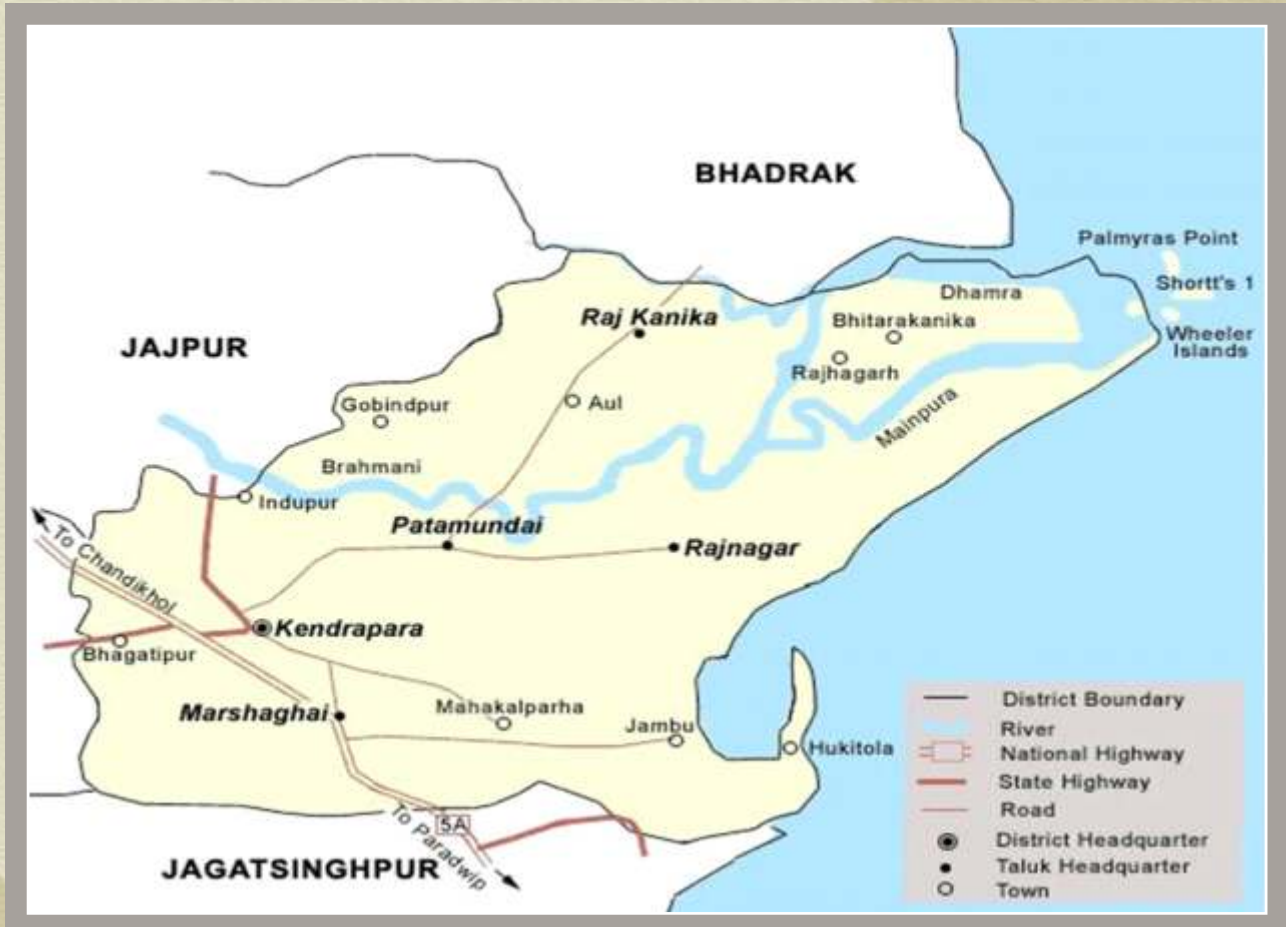 BHADRAK
Palmyras Point
Shortt's 1
Dhamra
Wheeler
Islands
Raj Kanika
Bhitarakanika
JAJPUR
Rajhagarh
Gobindpur
Aul
Mainpura
Brahmani
Indupur
Patamundai
Rajnagar
To Chandikhol
Kendrapara
Bhagatipur
Marshaghai
Mahakalparha
Jambu
Hukitola
5A
To Paradwip
JAGATSINGHPUR
District Boundary
River
National Highway
State Highway
Road
District Headquarter
Taluk Headquarter
Town